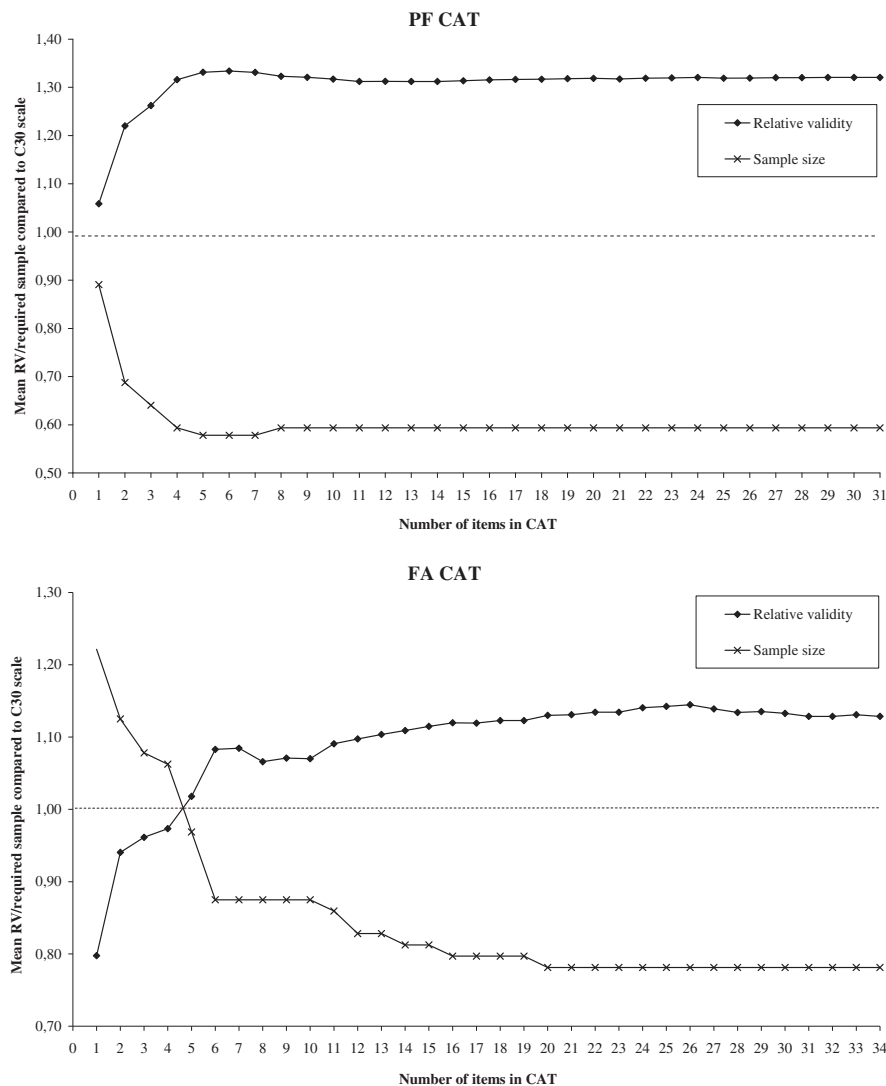 PF CAT
1,40
1,30
1,20
1,10
1,00
0,90
0,80
0,70
0,60
0,50
Mean RV/required sample compared to C30 scale
Relative validity
Sample size
0 1 2 3 4 5 6 7 8 9 10 11 12 13 14 15 16 17 18 19 20 21 22 23 24 25 26 27 28 29 30 31
Number of items in CAT
FA CAT
1,30
1,20
1,10
1,00
0,90
0,80
0,70
Mean RV/required sample compared to C30 scale
Relative validity
Sample size
0 1 2 3 4 5 6 7 8 9 10 11 12 13 14 15 16 17 18 19 20 21 22 23 24 25 26 27 28 29 30 31 32 33 34
Number of items in CAT